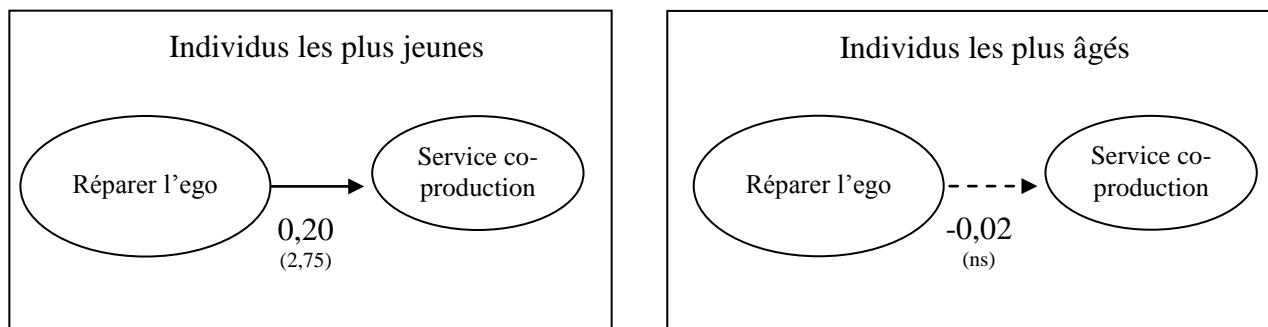 Individus les plus jeunes
Réparer l'ego
Service co-
production
0,20
(2,75)
Individus les plus âgés
Réparer l'ego
Service co-
production
-0,02
(ns)